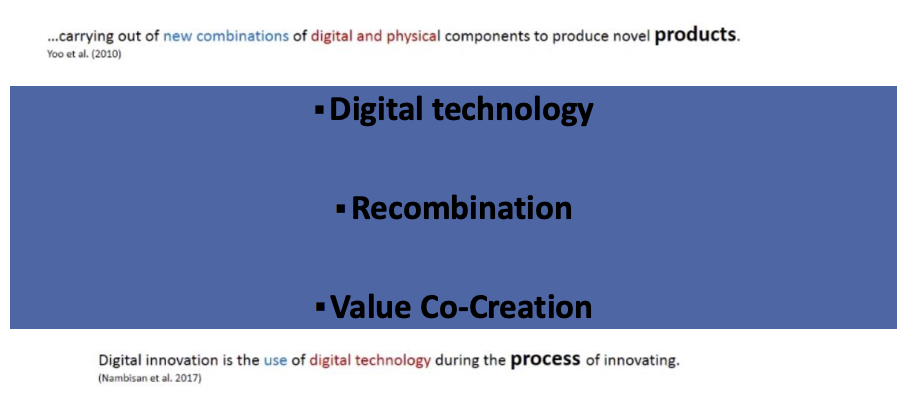 ...carrying out of new combinations of digital and physical components to produce novel products.
Yoo et al. (2010)
▪Digital technology
▪Recombination
▪Value Co-Creation
Digital innovation is the use of digital technology during the process of innovating.
(Nambisan et al. 2017)